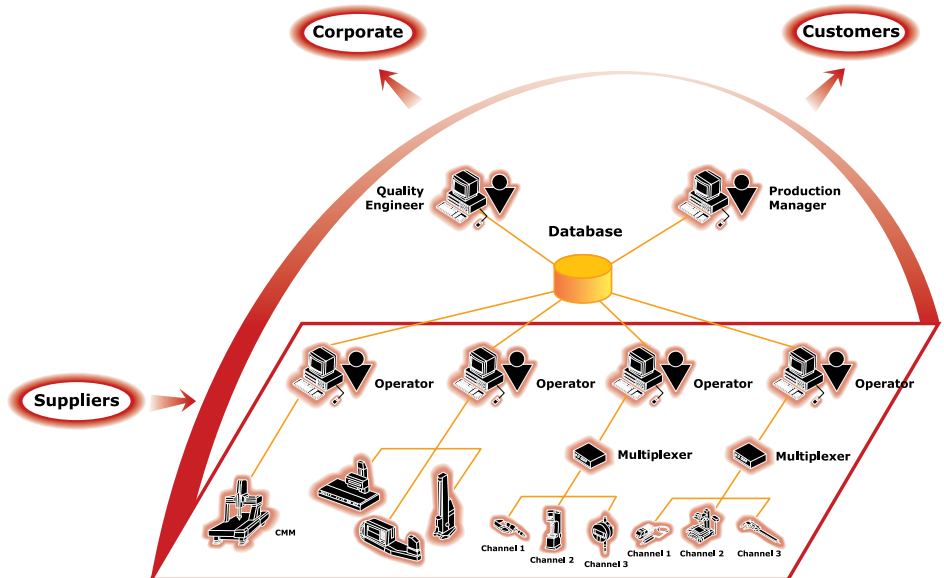 Corporate
Customers
Quality
Engineer
Production
Manager
Database
Operator
Operator
Operator
Operator
Suppliers
Multiplexer
Multiplexer
CMM
Channel 1
Channel 2
Channel 3
Channel 1
Channel 2
Channel 3